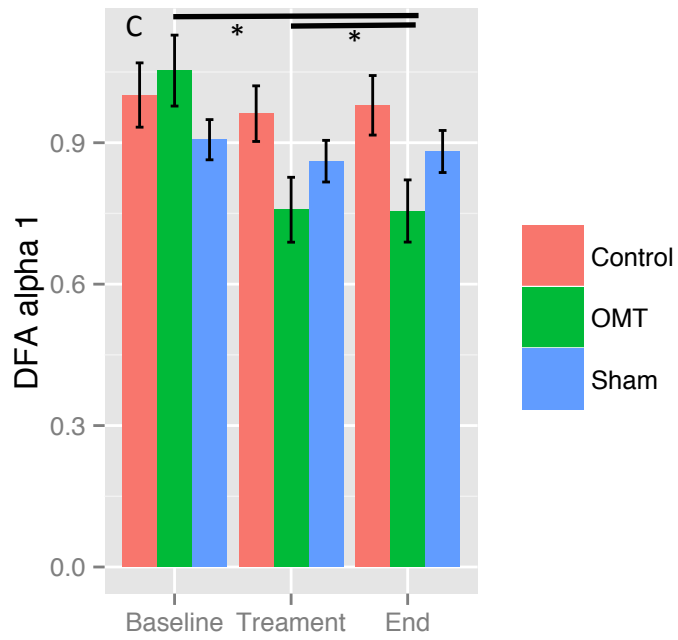 C
*
*
DFA alpha 1
0.9
0.6
0.3
0.0
Baseline
Treament
End
Control
OMT
Sham